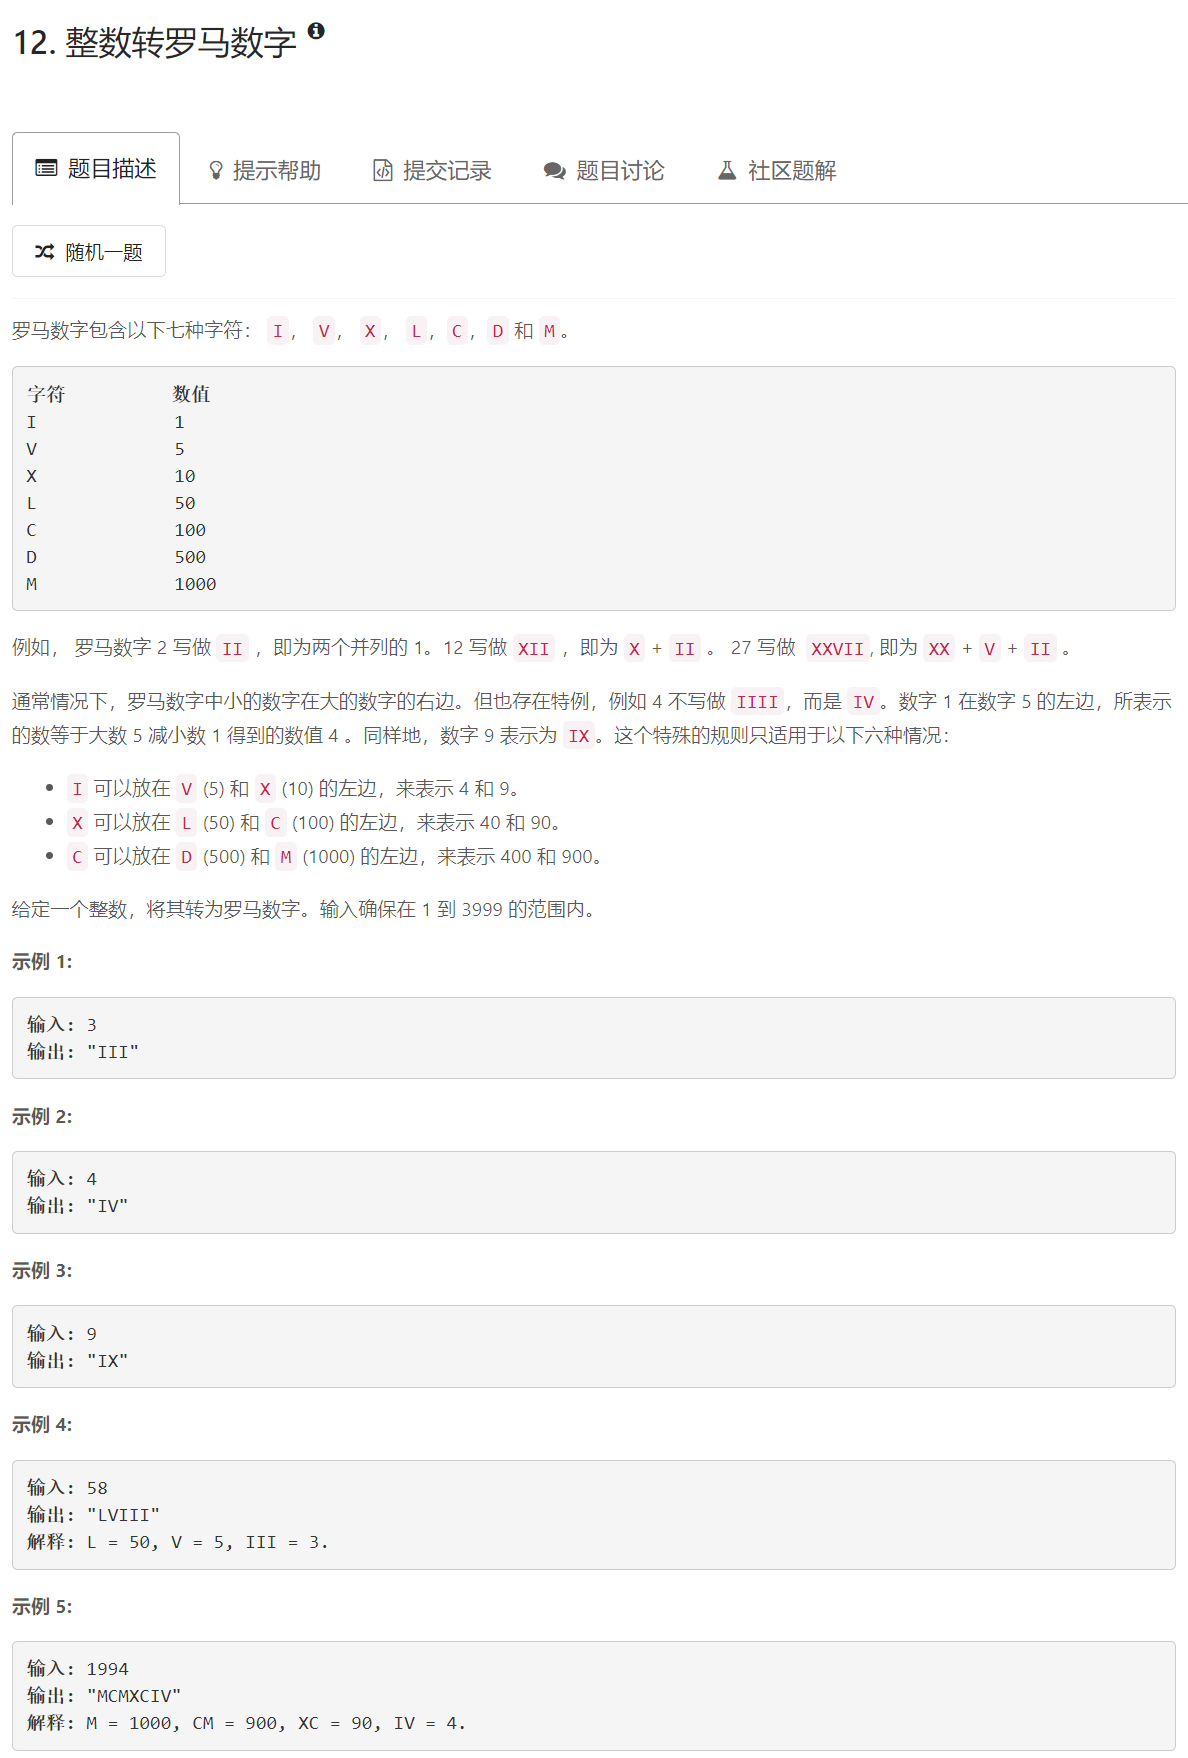 12. 整数转罗马数字
题目描述 提示帮助 提交记录 题目讨论 社区题解
随机一题
罗马数字包含以下七种字符： I， V， X， L，C，D 和 M。
字符 数值
I 1
V 5
X 10
L 50
C 100
D 500
M 1000
例如， 罗马数字 2 写做 II ，即为两个并列的 1。12 写做 XII ，即为 X + II 。 27 写做 XXVII, 即为 XX + V + II 。
通常情况下，罗马数字中小的数字在大的数字的右边。但也存在特例，例如 4 不写做 IIII，而是 IV。数字 1 在数字 5 的左边，所表示
的数等于大数 5 减小数 1 得到的数值 4 。同样地，数字 9 表示为 IX。这个特殊的规则只适用于以下六种情况：
• I 可以放在 V (5) 和 X (10) 的左边，来表示 4 和 9。
• X 可以放在 L (50) 和 C (100) 的左边，来表示 40 和 90。
• C 可以放在 D (500) 和 M (1000) 的左边，来表示 400 和 900。
给定一个整数，将其转为罗马数字。输入确保在 1 到 3999 的范围内。
示例 1:
输入: 3
输出: "III"
示例 2:
输入: 4
输出: "IV"
示例 3:
输入: 9
输出: "IX"
示例 4:
输入: 58
输出: "LVIII"
解释: L = 50, V = 5, III = 3.
示例 5:
输入: 1994
输出: "MCMXCIV"
解释: M = 1000, CM = 900, XC = 90, IV = 4.